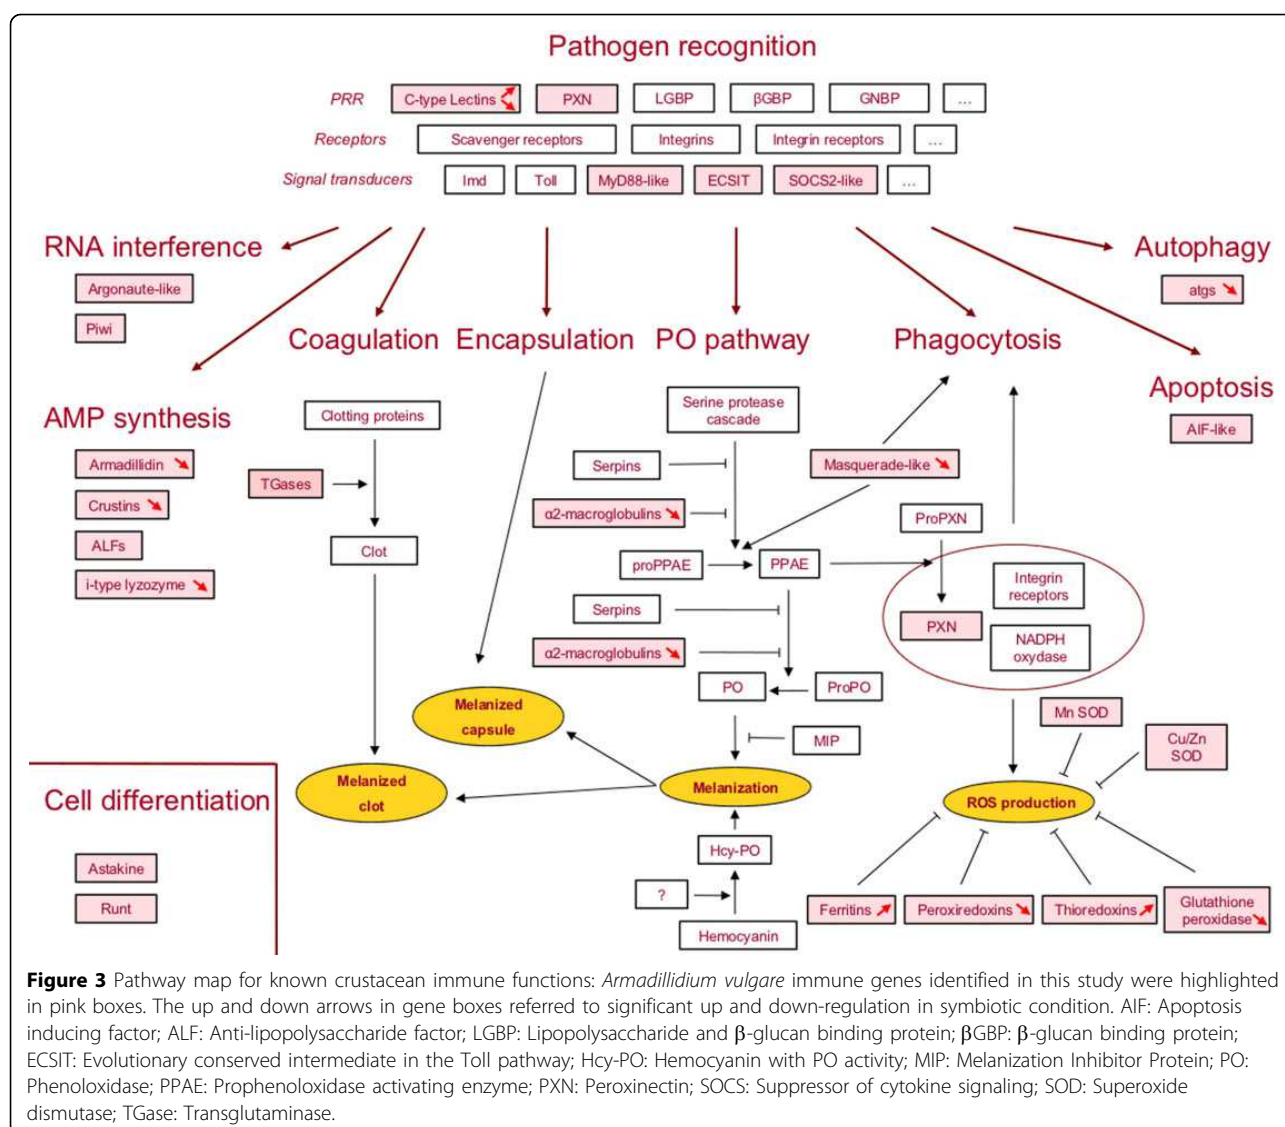 Pathogen recognition
PRR C-type Lectins PXN LGBP βGBP GNBP ...
Receptors Scavenger receptors Integrins Integrin receptors ...
Signal transducers Imd Toll MyD88-like ECSIT SOCS2-like ...
RNA interference
Argonaute-like
Piwi
Autophagy
atgs
Coagulation Encapsulation PO pathway Phagocytosis
Apoptosis
AIF-like
AMP synthesis
Armadillidin
Crustins
ALFs
i-type lyzozyme
Clotting proteins
TGases
Clot
Serine protease
cascade
Serpins
α2-macroglobulins
Masquerade-like
ProPXN
proPPAE PPAE
Integrin
receptors
Serpins
PXN
NADPH
oxydase
α2-macroglobulins
PO ProPO
Melanized
capsule
MIP
Mn SOD
Cu/Zn
SOD
Melanized
clot
Melanization
ROS production
Cell differentiation
Astakine
Runt
Hcy-PO
?
Hemocyanin
Ferritins Peroxiredoxins Thioredoxins
Glutathione
peroxidase
Figure 3 Pathway map for known crustacean immune functions: Armadillidium vulgare immune genes identified in this study were highlighted
in pink boxes. The up and down arrows in gene boxes referred to significant up and down-regulation in symbiotic condition. AIF: Apoptosis
inducing factor; ALF: Anti-lipopolysaccharide factor; LGBP: Lipopolysaccharide and β-glucan binding protein; βGBP: β-glucan binding protein;
ECSIT: Evolutionary conserved intermediate in the Toll pathway; Hcy-PO: Hemocyanin with PO activity; MIP: Melanization Inhibitor Protein; PO:
Phenoloxidase; PPAE: Prophenoloxidase activating enzyme; PXN: Peroxinectin; SOCS: Suppressor of cytokine signaling; SOD: Superoxide
dismutase; TGase: Transglutaminase.